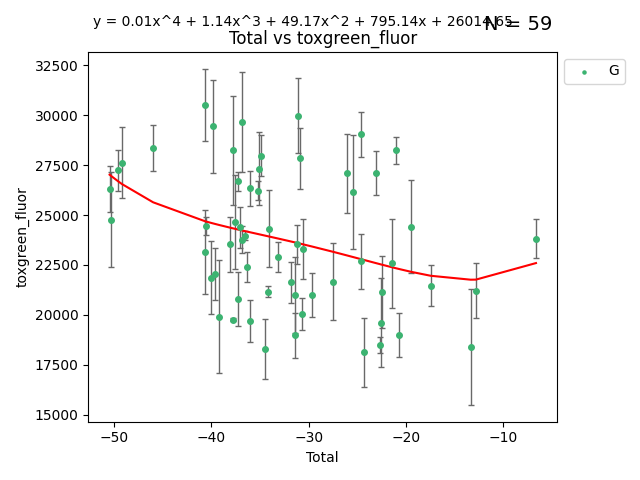 y = 0.01x^4 + 1.14x^3 + 49.17x^2 + 795.14x + 26014.65
N = 59
Total vs toxgreen_fluor
G
toxgreen_fluor
32500
30000
27500
25000
22500
20000
17500
15000
−50 −40 −30 −20 −10
Total